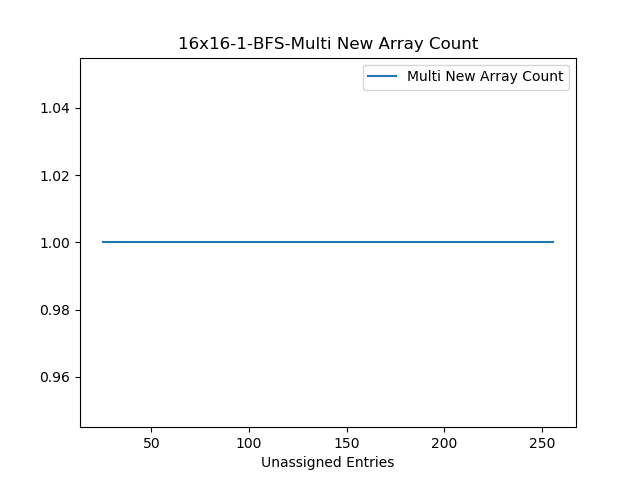 16x16-1-BFS-Multi New Array Count
Multi New Array Count
1.04
1.02
1.00
0.98
0.96
50 100 150 200 250
Unassigned Entries